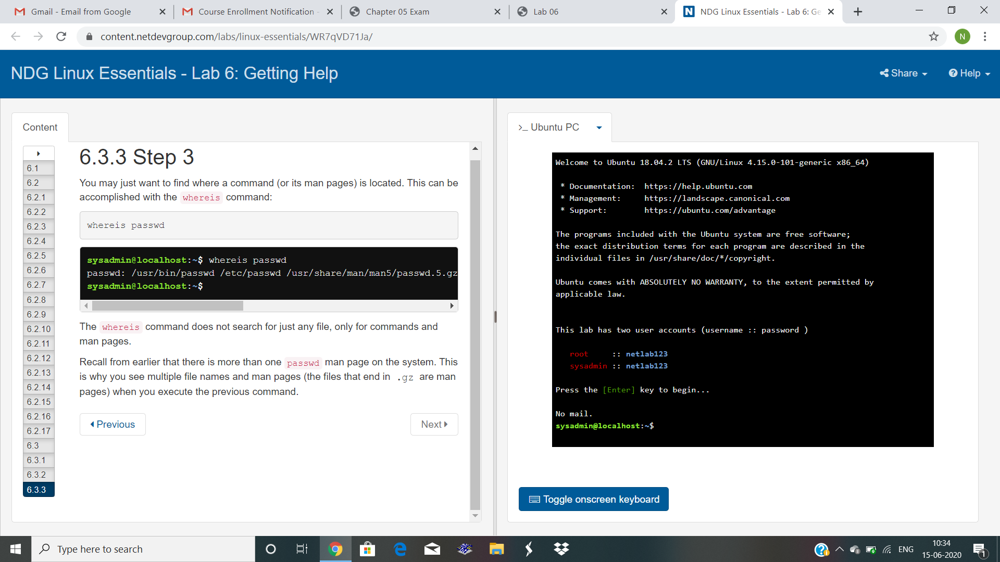 Gmail - Email from Google
Course Enrollment Notification -
Chapter 05 Exam
Lab 06
N NDG Linux Essentials - Lab 6: Ge
content.netdevgroup.com/labs/linux-essentials/WR7qVD71Ja/
N
NDG Linux Essentials - Lab 6: Getting Help
Share
Help
Content
6.1
6.2
6.2.1
6.2.2
6.2.3
6.2.4
6.2.5
6.2.6
6.2.7
6.2.8
6.2.9
6.2.10
6.2.11
6.2.12
6.2.13
6.2.14
6.2.15
6.2.16
6.2.17
6.3
6.3.1
6.3.2
6.3.3
6.3.3 Step 3
You may just want to find where a command (or its man pages) is located. This can be
accomplished with the whereis command:
whereis passwd
sysadmin@localhost:~$ whereis passwd
passwd: /usr/bin/passwd /etc/passwd /usr/share/man/man5/passwd.5.gz
sysadmin@localhost:~$
The whereis command does not search for just any file, only for commands and
man pages.
Recall from earlier that there is more than one passwd man page on the system. This
is why you see multiple file names and man pages (the files that end in .gz are man
pages) when you execute the previous command.
Previous
Next
>_ Ubuntu PC
Welcome to Ubuntu 18.04.2 LTS (GNU/Linux 4.15.0-101-generic x86_64)
* Documentation: https://help.ubuntu.com
* Management: https://landscape.canonical.com
* Support: https://ubuntu.com/advantage
The programs included with the Ubuntu system are free software;
the exact distribution terms for each program are described in the
individual files in /usr/share/doc/*/copyright.
Ubuntu comes with ABSOLUTELY NO WARRANTY, to the extent permitted by
applicable law.
This lab has two user accounts (username :: password )
root :: netlab123
sysadmin :: netlab123
Press the [Enter] key to begin...
No mail.
sysadmin@localhost:~$
Toggle onscreen keyboard
Type here to search
ENG
10:34
15-06-2020
1